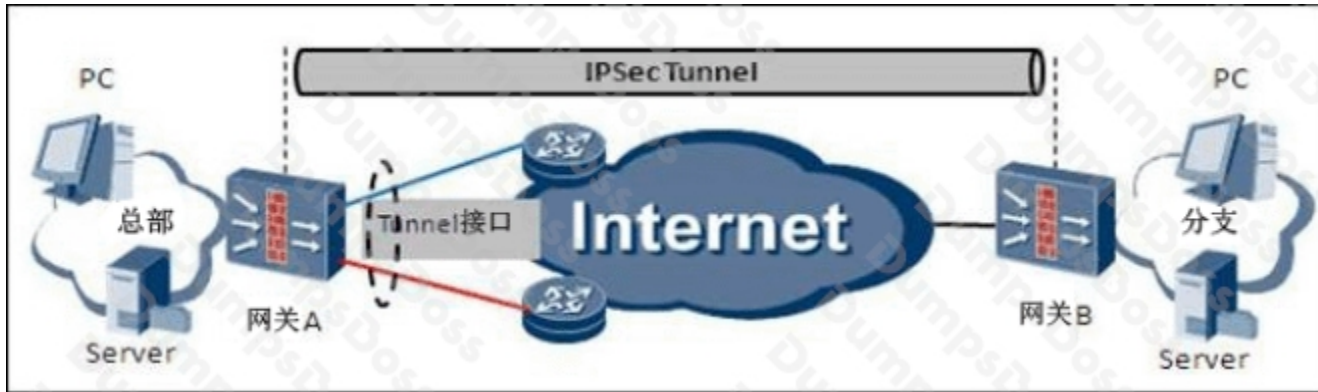 IPSec Tunnel
PC
PC
总部
Tunnel接口
Internet
分支
网关A
网关B
Server
Server
DumpsDoss